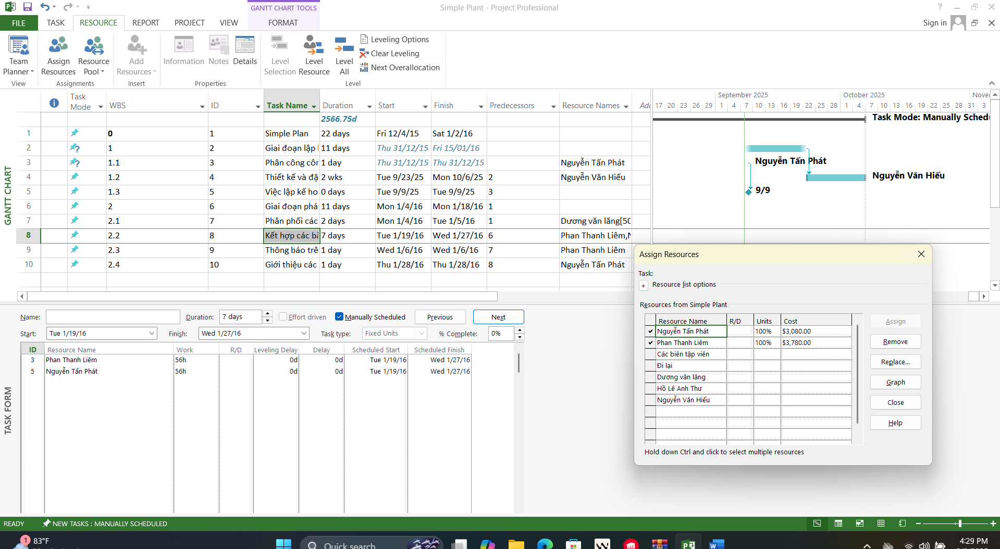 GANTT CHART TOOLS
Simple Plant - Project Professional
?
FILE TASK RESOURCE REPORT PROJECT VIEW FORMAT
Sign in
Team Planner
Assign Resources
Resource Pool
Add Resources
Information
Notes
Details
Level Selection
Level Resource
Level All
Leveling Options
Clear Leveling
Next Overallocation
View Assignments Insert Properties Level
GANTT CHART
Task Mode WBS ID Task Name Duration Start Finish Predecessors Resource Names
2566.75d
1 0 1 Simple Plan 22 days Fri 12/4/15 Sat 1/2/16
2 1 2 Giai đoạn lập 11 days Thu 31/12/15 Fri 15/01/16
3 1.1 3 Phân công côn 1 day Thu 31/12/15 Thu 31/12/15 Nguyễn Tấn Phát
4 1.2 4 Thiết kế và đặ 2 wks Tue 9/23/25 Mon 10/6/25 2 Nguyễn Văn Hiếu
5 1.3 5 Việc lập kế ho 0 days Tue 9/9/25 Tue 9/9/25 3
6 2 6 Giai đoạn phá 11 days Mon 1/4/16 Mon 1/18/16 1
7 2.1 7 Phân phối các 2 days Mon 1/4/16 Tue 1/5/16 1 Dương văn lăng[50
8 2.2 8 Kết hợp các bà 7 days Tue 1/19/16 Wed 1/27/16 6 Phan Thanh Liêm,N
9 2.3 9 Thông báo trê 1 day Wed 1/6/16 Wed 1/6/16 7 Phan Thanh Liêm
10 2.4 10 Giới thiệu các 1 day Thu 1/28/16 Thu 1/28/16 8 Nguyễn Tấn Phát
September 2025 October 2025 Nover
17 20 23 26 29 1 4 7 10 13 16 19 22 25 28 1 4 7 10 13 16 19 22 25 28 31 3
Task Mode: Manually Schedu
Nguyễn Tấn Phát
Nguyễn Văn Hiếu
9/9
TASK FORM
Name: Duration: 7 days Effort driven Manually Scheduled Previous Next
Start: Tue 1/19/16 Finish: Wed 1/27/16 Task type: Fixed Units % Complete: 0%
ID Resource Name Work R/D Leveling Delay Delay Scheduled Start Scheduled Finish
3 Phan Thanh Liêm 56h 0d 0d Tue 1/19/16 Wed 1/27/16
5 Nguyễn Tấn Phát 56h 0d 0d Tue 1/19/16 Wed 1/27/16
Assign Resources
Task:
+ Resource list options
Resources from Simple Plant
Resource Name R/D Units Cost
Nguyễn Tấn Phát 100% $3,080.00
Phan Thanh Liêm 100% $3,780.00
Các biên tập viên
Đi lại
Dương văn lăng
Hồ Lê Anh Thư
Nguyễn Văn Hiếu
Assign
Remove
Replace...
Graph
Close
Help
Hold down Ctrl and click to select multiple resources
READY NEW TASKS : MANUALLY SCHEDULED
1 83°F
Quick search
4:29 PM